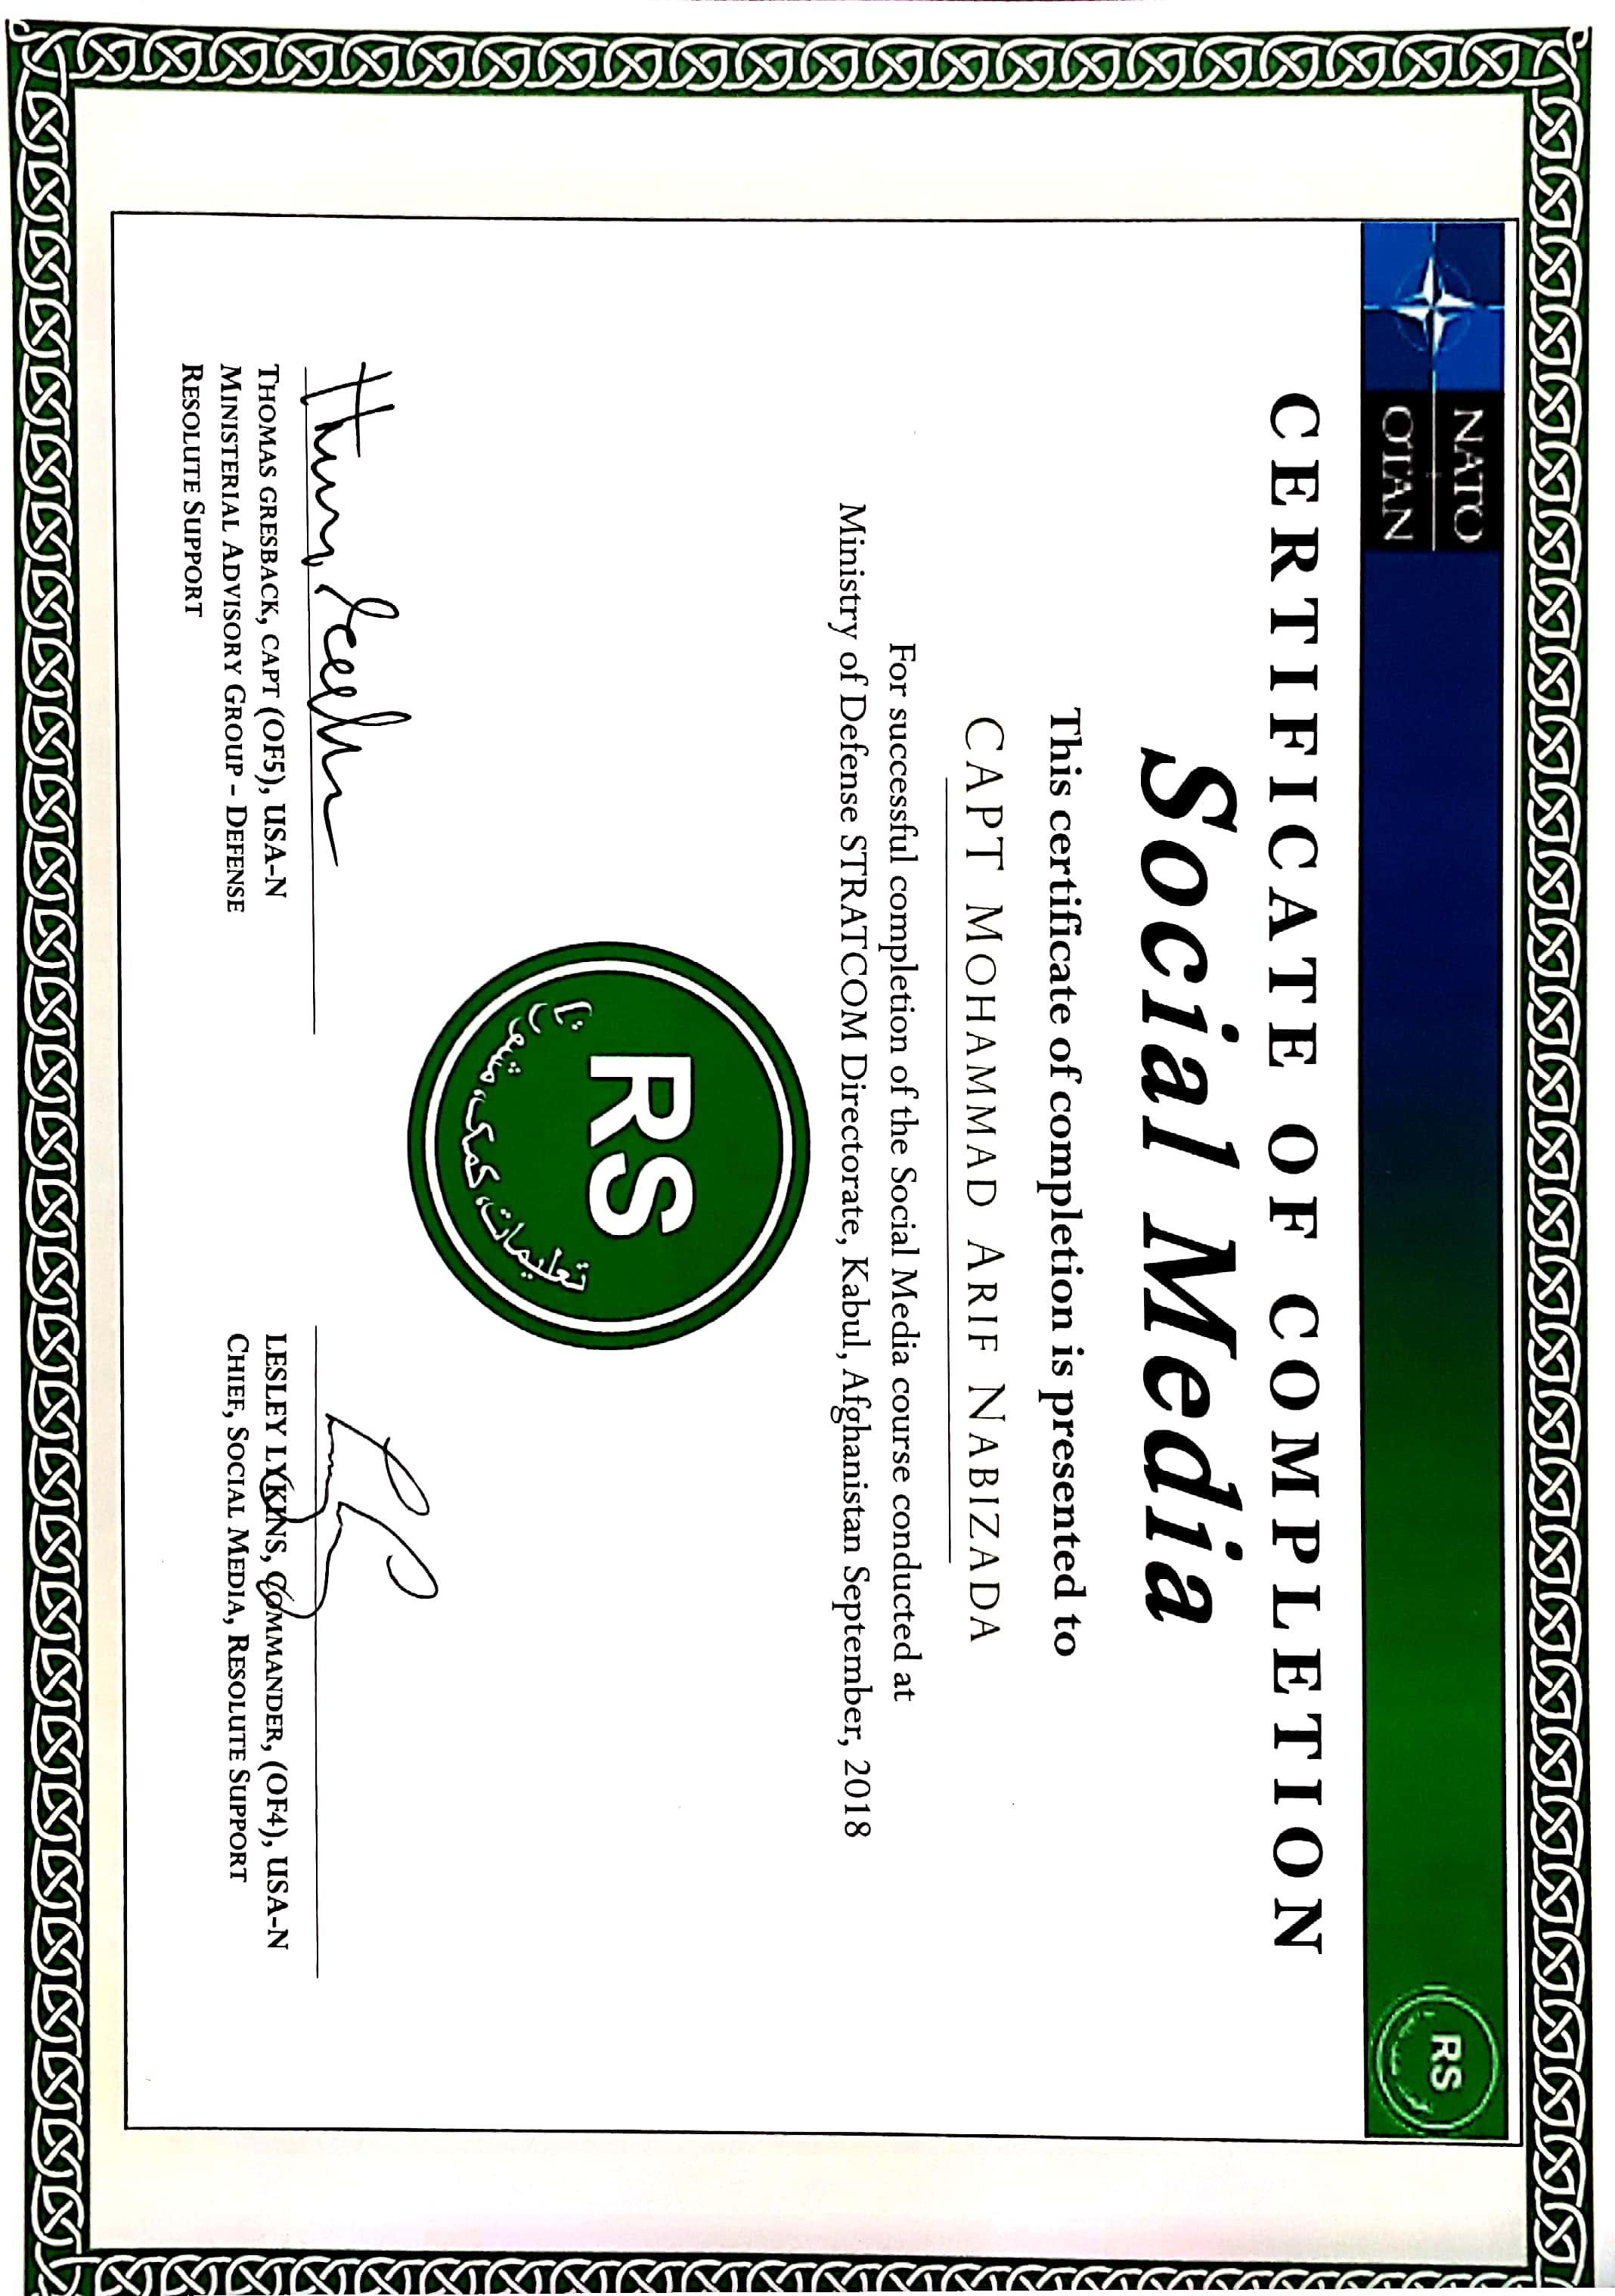 NATO
OTAN
RS
CERTIFICATE OF COMPLETION
Social Media
This certificate of completion is presented to
CAPT MOHAMMAD ARIF NABIZADA
For successful completion of the Social Media course conducted at
Ministry of Defense STRATCOM Directorate, Kabul, Afghanistan September, 2018
RS
تعلیمات، کمک، مشورتا
THOMAS GRESBACK, CAPT (OF5), USA-N
MINISTERIAL ADVISORY GROUP – DEFENSE
RESOLUTE SUPPORT
LESLEY LYKINS, COMMANDER, (OF4), USA-N
CHIEF, SOCIAL MEDIA, RESOLUTE SUPPORT